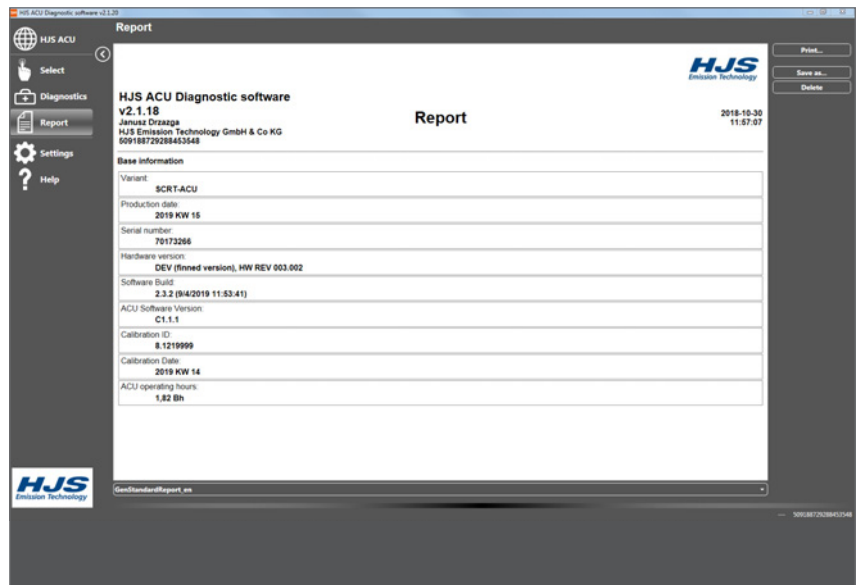 HJS ACU Diagnostic software v2.1.20
HJS ACU
Select
Diagnostics
Report
Settings
Help
HJS
Emission Technology
Report
HJS
Emission Technology
HJS ACU Diagnostic software
v2.1.18
Janusz Drzazga
HJS Emission Technology GmbH & Co KG
509188729288453548
Report
2018-10-30
11:57:07
Base information
Variant:
SCRT-ACU
Production date:
2019 KW 15
Serial number:
70173266
Hardware version:
DEV (finned version), HW REV 003.002
Software Build:
2.3.2 (9/4/2019 11:53:41)
ACU Software Version:
C1.1.1
Calibration ID:
8.1219999
Calibration Date:
2019 KW 14
ACU operating hours:
1,82 Bh
GenStandardReport_en
Print...
Save as...
Delete
--- 509188729288453548